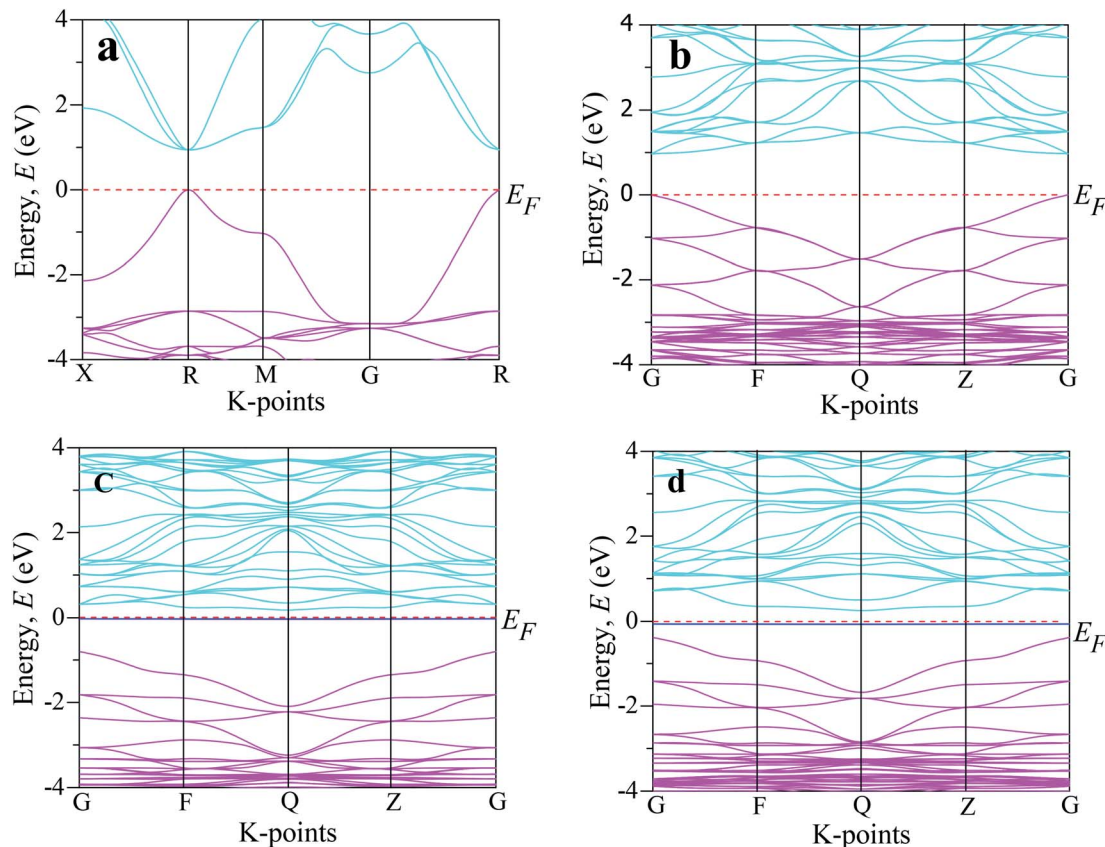 a
Energy, E (eV)
4
2
0
-2
-4
E_F
X R M G R
K-points
b
Energy, E (eV)
4
2
0
-2
-4
E_F
G F Q Z G
K-points
c
Energy, E (eV)
4
2
0
-2
-4
E_F
G F Q Z G
K-points
d
Energy, E (eV)
4
2
0
-2
-4
E_F
G F Q Z G
K-points